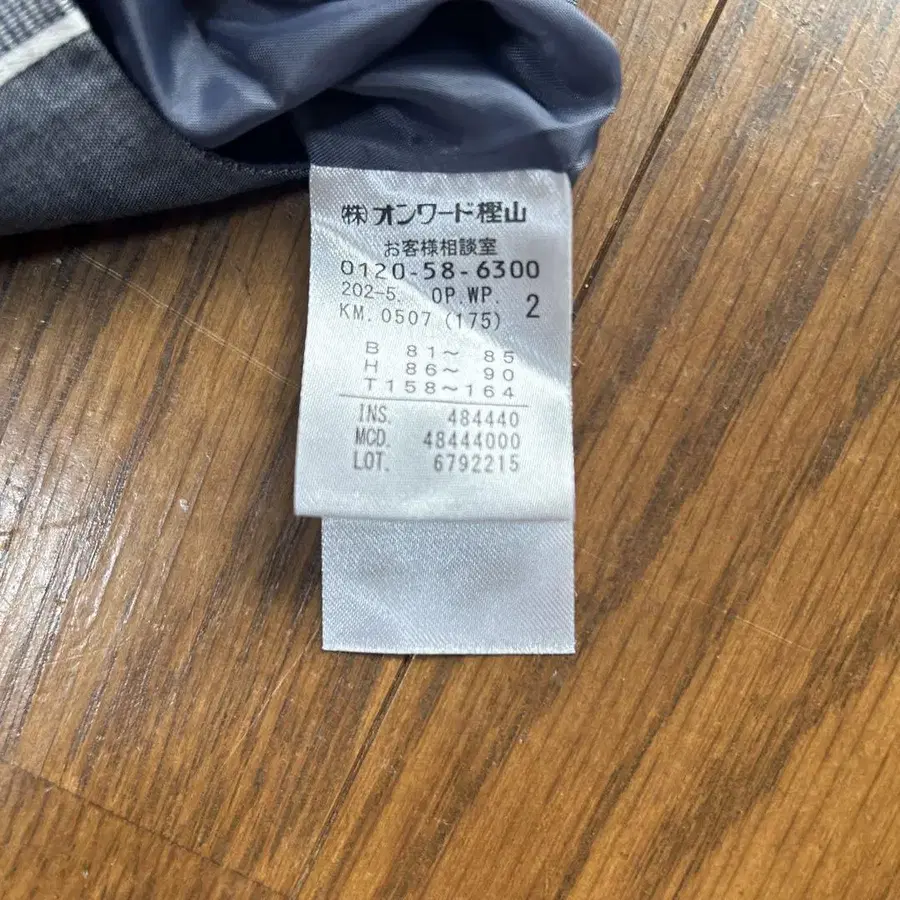 ㈱オンワード樫山
お客様相談室
0120-58-6300
202-5. OP.WP. 2
KM.0507 (175)
B 81～ 85
H 86～ 90
T158～164
INS. 484440
MCD. 48444000
LOT. 6792215